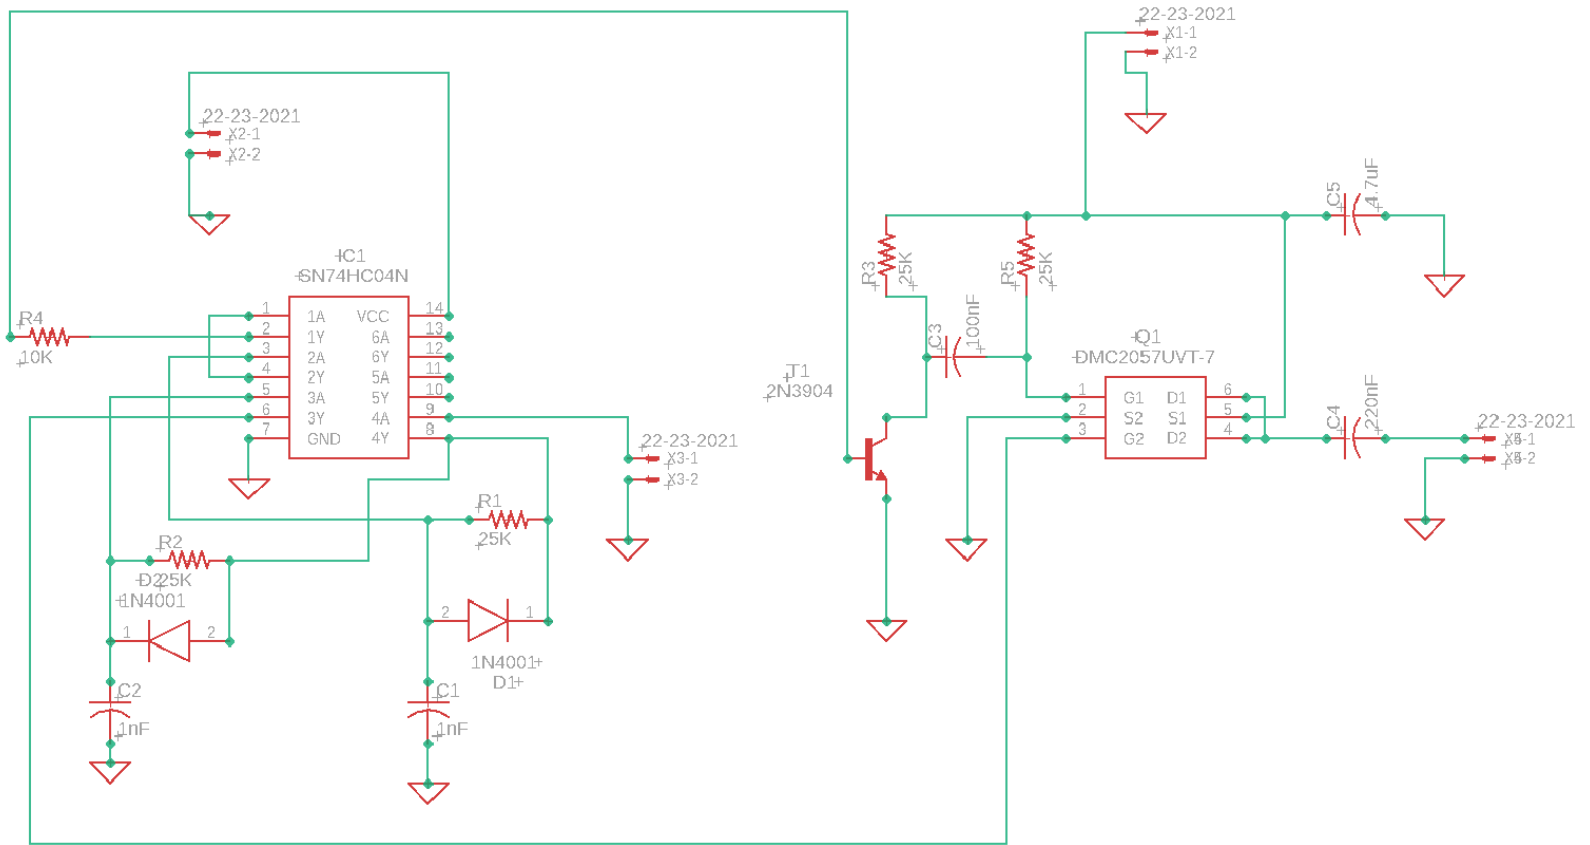 22-23-2021
X1-1
X1-2
22-23-2021
X2-1
X2-2
C5
4.7uF
IC1
SN74HC04N
R3
25K
R5
25K
R4
10K
1 1A VCC 14
2 1Y 6A 13
3 2A 6Y 12
4 2Y 5A 11
5 3A 5Y 10
6 3Y 4A 9
7 GND 4Y 8
C3
100nF
Q1
DMC2057UVT-7
T1
2N3904
1 G1 D1 6
2 S2 S1 5
3 G2 D2 4
C4
220nF
22-23-2021
-1
-2
22-23-2021
X3-1
X3-2
R1
25K
R2
25K
D2
1N4001
1 2
2 1
1N4001
D1
C2
1nF
C1
1nF